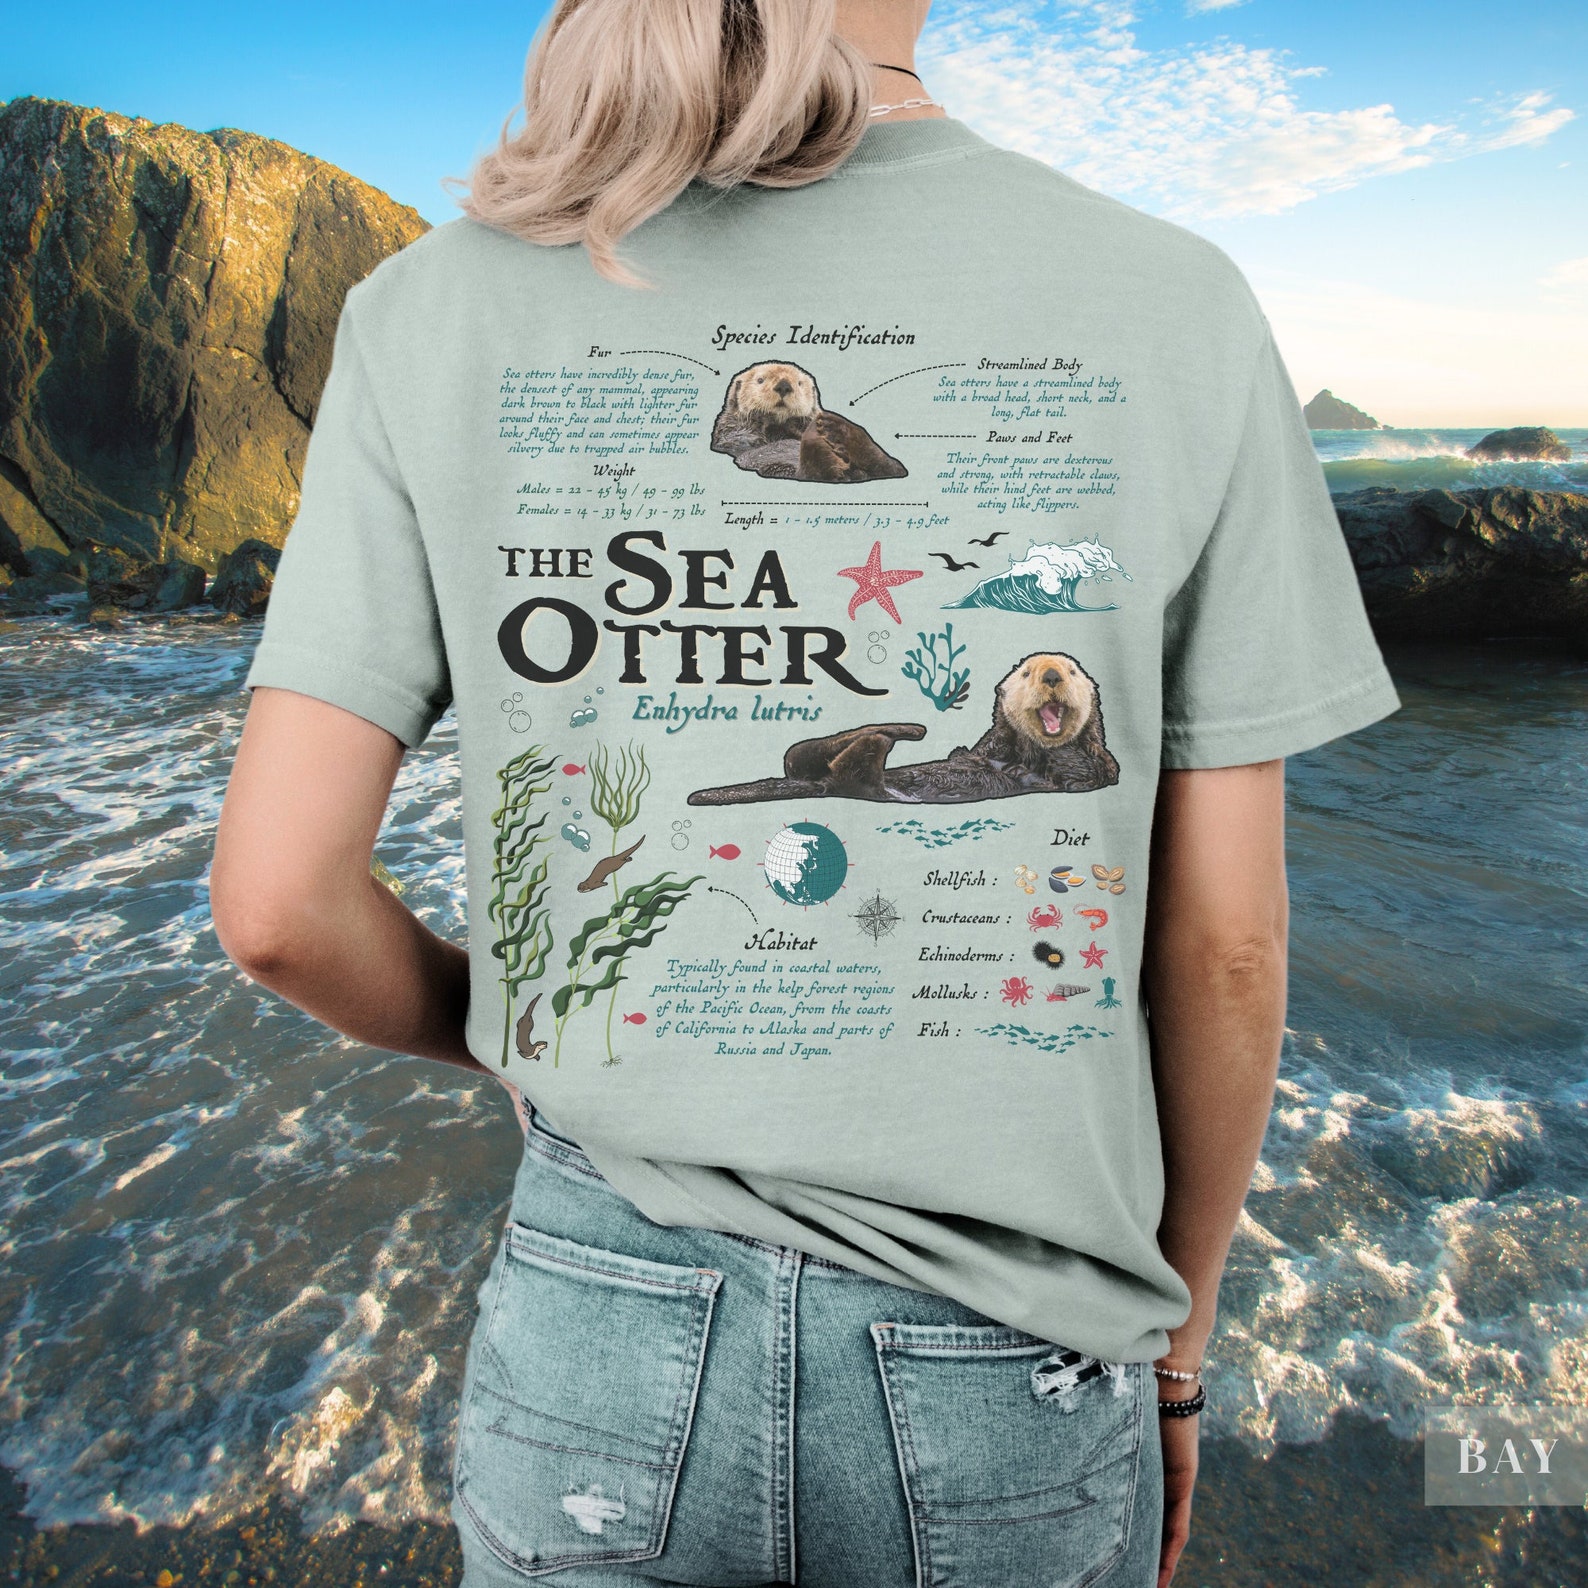 Species Identification
Fur
Sea otters have incredibly dense fur,
the densest of any mammal, appearing
dark brown to black with lighter fur
around their face and chest; their fur
looks fluffy and can sometimes appear
silvery due to trapped air bubbles.
Weight
Males = 22 - 45 kg / 49 - 99 lbs
Females = 14 - 33 kg / 31 - 73 lbs
Streamlined Body
Sea otters have a streamlined body
with a broad head, short neck, and a
long, flat tail.
Paws and Feet
Their front paws are dexterous
and strong, with retractable claws,
while their hind feet are webbed,
acting like flippers.
Length = 1 - 1.5 meters / 3.3 - 4.9 feet
THE SEA
OTTER
Enhydra lutris
Habitat
Typically found in coastal waters,
particularly in the kelp forest regions
of the Pacific Ocean, from the coasts
of California to Alaska and parts of
Russia and Japan.
Diet
Shellfish :
Crustaceans :
Echinoderms :
Mollusks :
Fish :
BAY